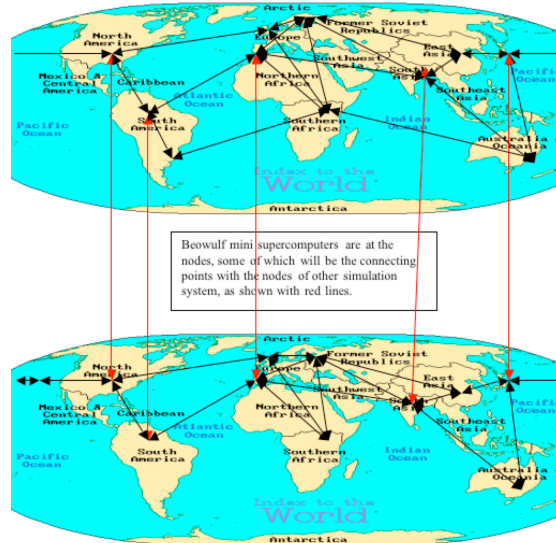 Arctic
North
America
Former Soviet
Republics
Europe
East
Asia
Southwest
Asia
South
Asia
Mexico &
Central
America
Caribbean
Atlantic
Ocean
Northern
Africa
Southeast
Asia
Pacific
Ocean
Pacific
Ocean
South
America
Southern
Africa
Indian
Ocean
Australia
Oceania
Index to the
World
Antarctica
Beowulf mini supercomputers are at the
nodes, some of which will be the connecting
points with the nodes of other simulation
system, as shown with red lines.
Arctic
North
America
Former Soviet
Republics
Europe
East
Asia
Southwest
Asia
South
Asia
Mexico &
Central
America
Caribbean
Atlantic
Ocean
Northern
Africa
Southeast
Asia
Pacific
Ocean
Pacific
Ocean
South
America
Southern
Africa
Indian
Ocean
Australia
Oceania
Index to the
World